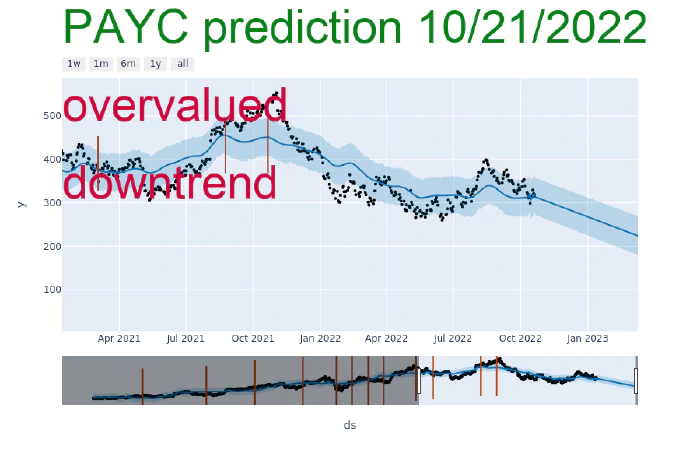 PAYC prediction 10/21/2022
1w 1m 6m 1y all
overvalued
500
400
downtrend
300
y
200
100
Apr 2021 Jul 2021 Oct 2021 Jan 2022 Apr 2022 Jul 2022 Oct 2022 Jan 2023
ds